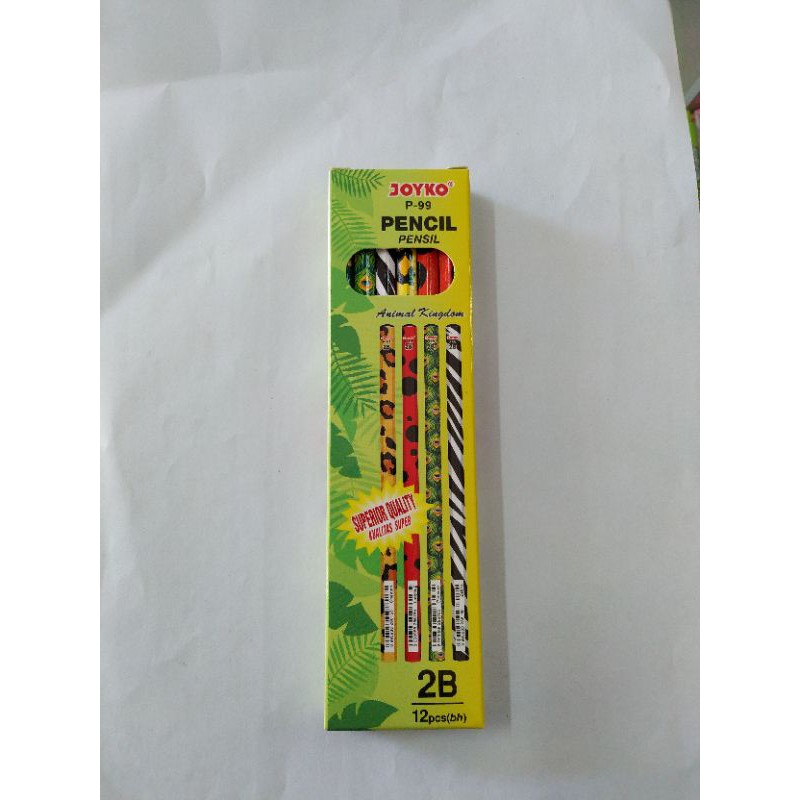 JOYKO®
P-99
PENCIL
PENSIL
Animal Kingdom
SUPERIOR QUALITY
KUALITAS SUPER
2B
12pcs(bh)